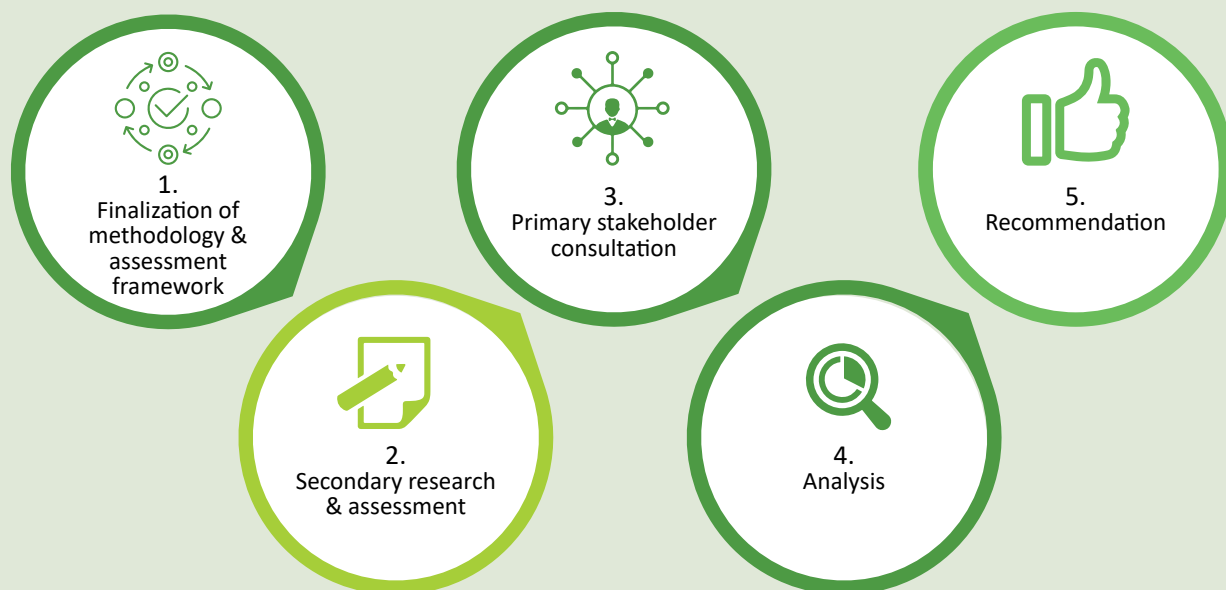 1.
Finalization of
methodology &
assessment
framework
2.
Secondary research
& assessment
3.
Primary stakeholder
consultation
4.
Analysis
5.
Recommendation